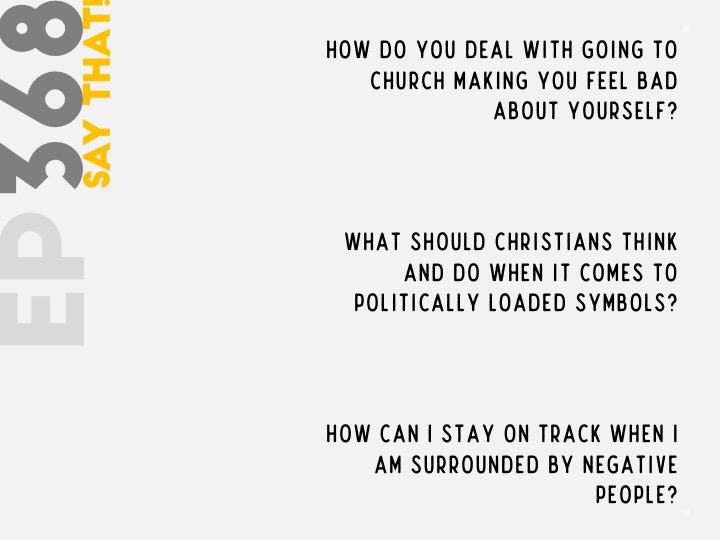 EP 368
SAY THAT!
HOW DO YOU DEAL WITH GOING TO
CHURCH MAKING YOU FEEL BAD
ABOUT YOURSELF?
WHAT SHOULD CHRISTIANS THINK
AND DO WHEN IT COMES TO
POLITICALLY LOADED SYMBOLS?
HOW CAN I STAY ON TRACK WHEN I
AM SURROUNDED BY NEGATIVE
PEOPLE?